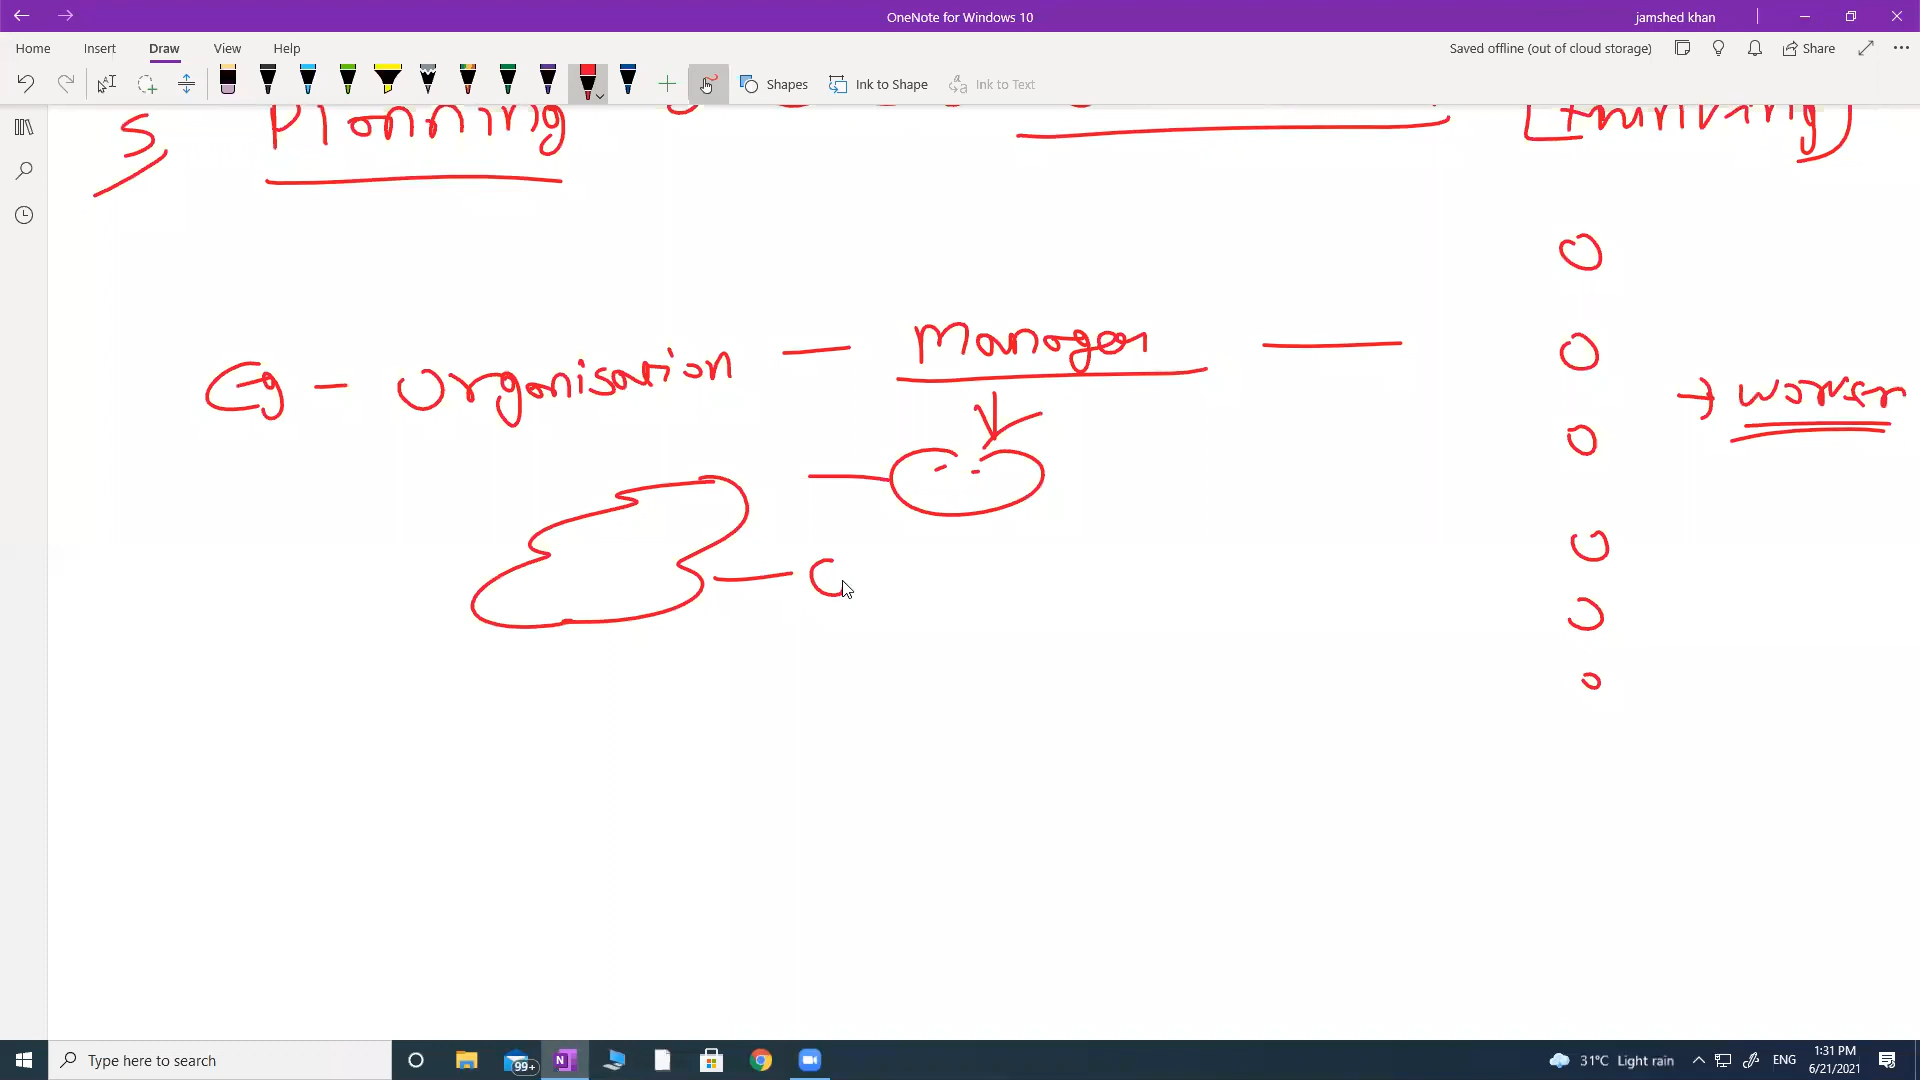 OneNote for Windows 10
jamshed khan
Home Insert Draw View Help
Saved offline (out of cloud storage)
Share
Shapes
Ink to Shape
Ink to Text
5 Planning
Eg - Organisation — Manager —
→ worker
Type here to search
99+
31°C Light rain
ENG
1:31 PM
6/21/2021